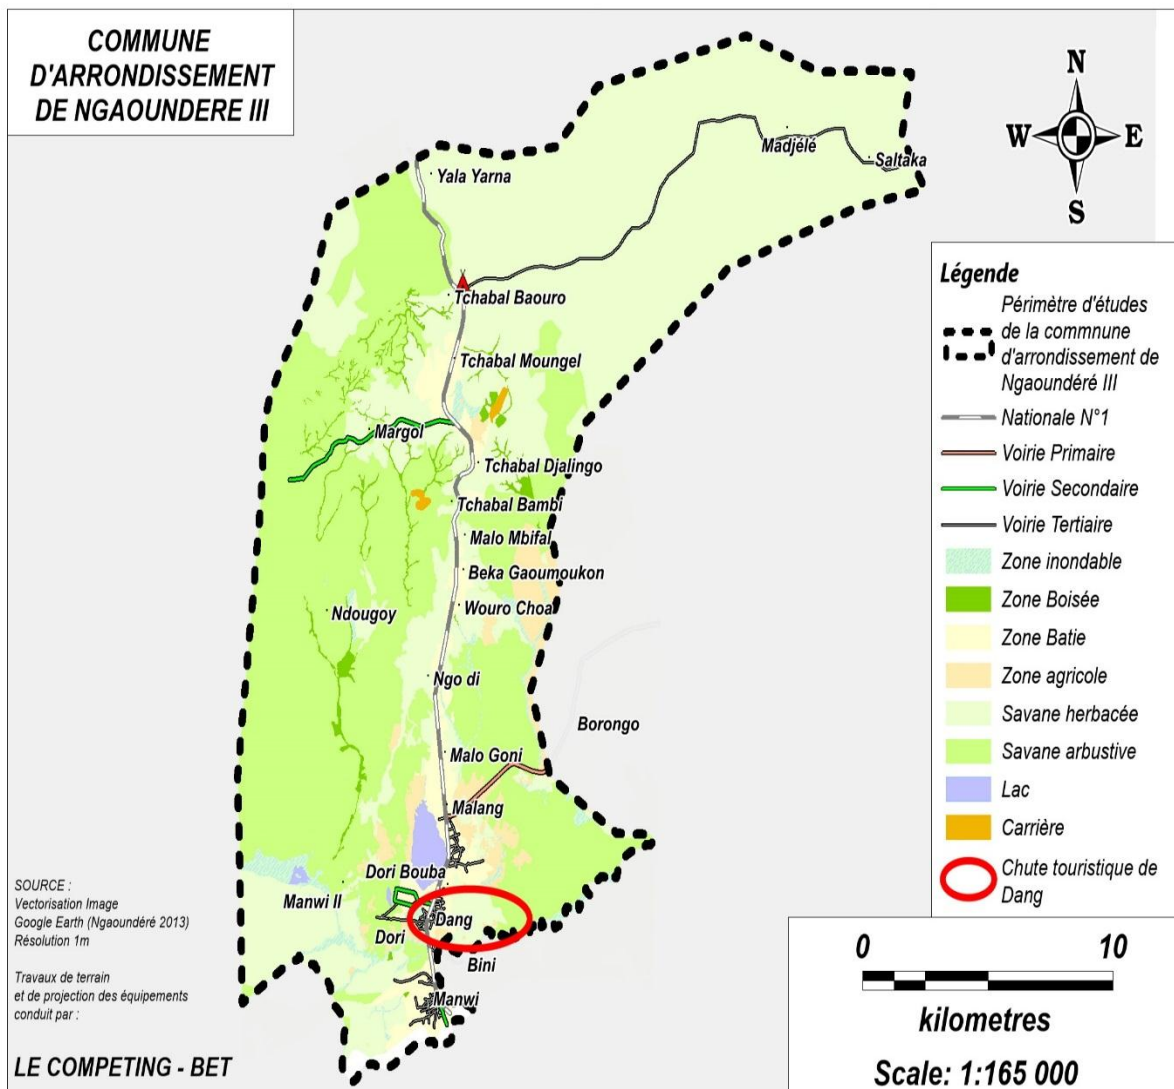 COMMUNE
D'ARRONDISSEMENT
DE NGAOUNDERE III
N
W
E
S
Madjélé
Saltaka
Yala Yarna
Tchabal Baouro
Tchabal Moungel
Margol
Tchabal Djalingo
Tchabal Bambi
Malo Mbifal
Beka Gaoumoukon
Wouro Choa
Ndougoy
Ngo di
Borongo
Malo Goni
Malang
Dori Bouba
Manwi II
Dang
Dori
Bini
Manwi
Légende
Périmètre d'études
de la commnune
d'arrondissement de
Ngaoundéré III
Nationale N°1
Voirie Primaire
Voirie Secondaire
Voirie Tertiaire
Zone inondable
Zone Boisée
Zone Batie
Zone agricole
Savane herbacée
Savane arbustive
Lac
Carrière
Chute touristique de
Dang
SOURCE :
Vectorisation Image
Google Earth (Ngaoundéré 2013)
Résolution 1m
Travaux de terrain
et de projection des équipements
conduit par :
LE COMPETING - BET
0 10
kilometres
Scale: 1:165 000